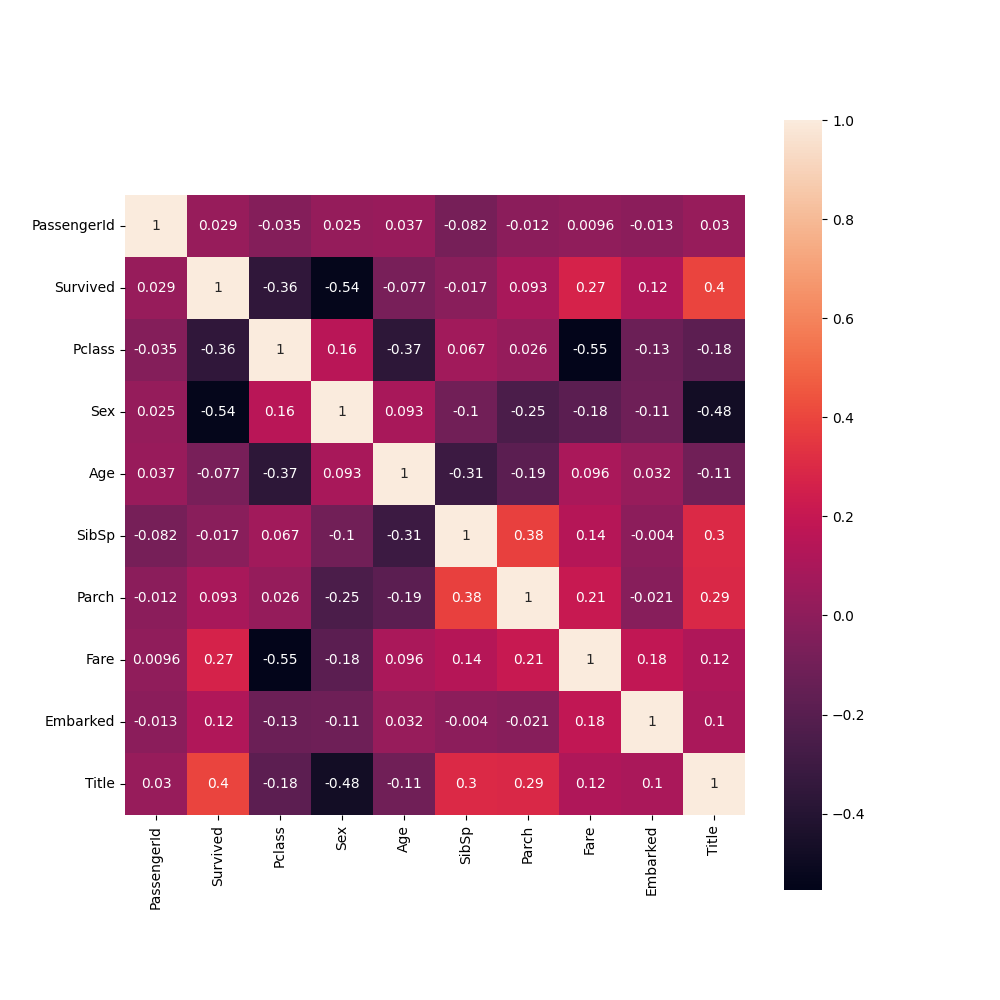 PassengerId 1 0.029 -0.035 0.025 0.037 -0.082 -0.012 0.0096 -0.013 0.03
Survived 0.029 1 -0.36 -0.54 -0.077 -0.017 0.093 0.27 0.12 0.4
Pclass -0.035 -0.36 1 0.16 -0.37 0.067 0.026 -0.55 -0.13 -0.18
Sex 0.025 -0.54 0.16 1 0.093 -0.1 -0.25 -0.18 -0.11 -0.48
Age 0.037 -0.077 -0.37 0.093 1 -0.31 -0.19 0.096 0.032 -0.11
SibSp -0.082 -0.017 0.067 -0.1 -0.31 1 0.38 0.14 -0.004 0.3
Parch -0.012 0.093 0.026 -0.25 -0.19 0.38 1 0.21 -0.021 0.29
Fare 0.0096 0.27 -0.55 -0.18 0.096 0.14 0.21 1 0.18 0.12
Embarked -0.013 0.12 -0.13 -0.11 0.032 -0.004 -0.021 0.18 1 0.1
Title 0.03 0.4 -0.18 -0.48 -0.11 0.3 0.29 0.12 0.1 1
PassengerId
Survived
Pclass
Sex
Age
SibSp
Parch
Fare
Embarked
Title
1.0
0.8
0.6
0.4
0.2
0.0
−0.2
−0.4